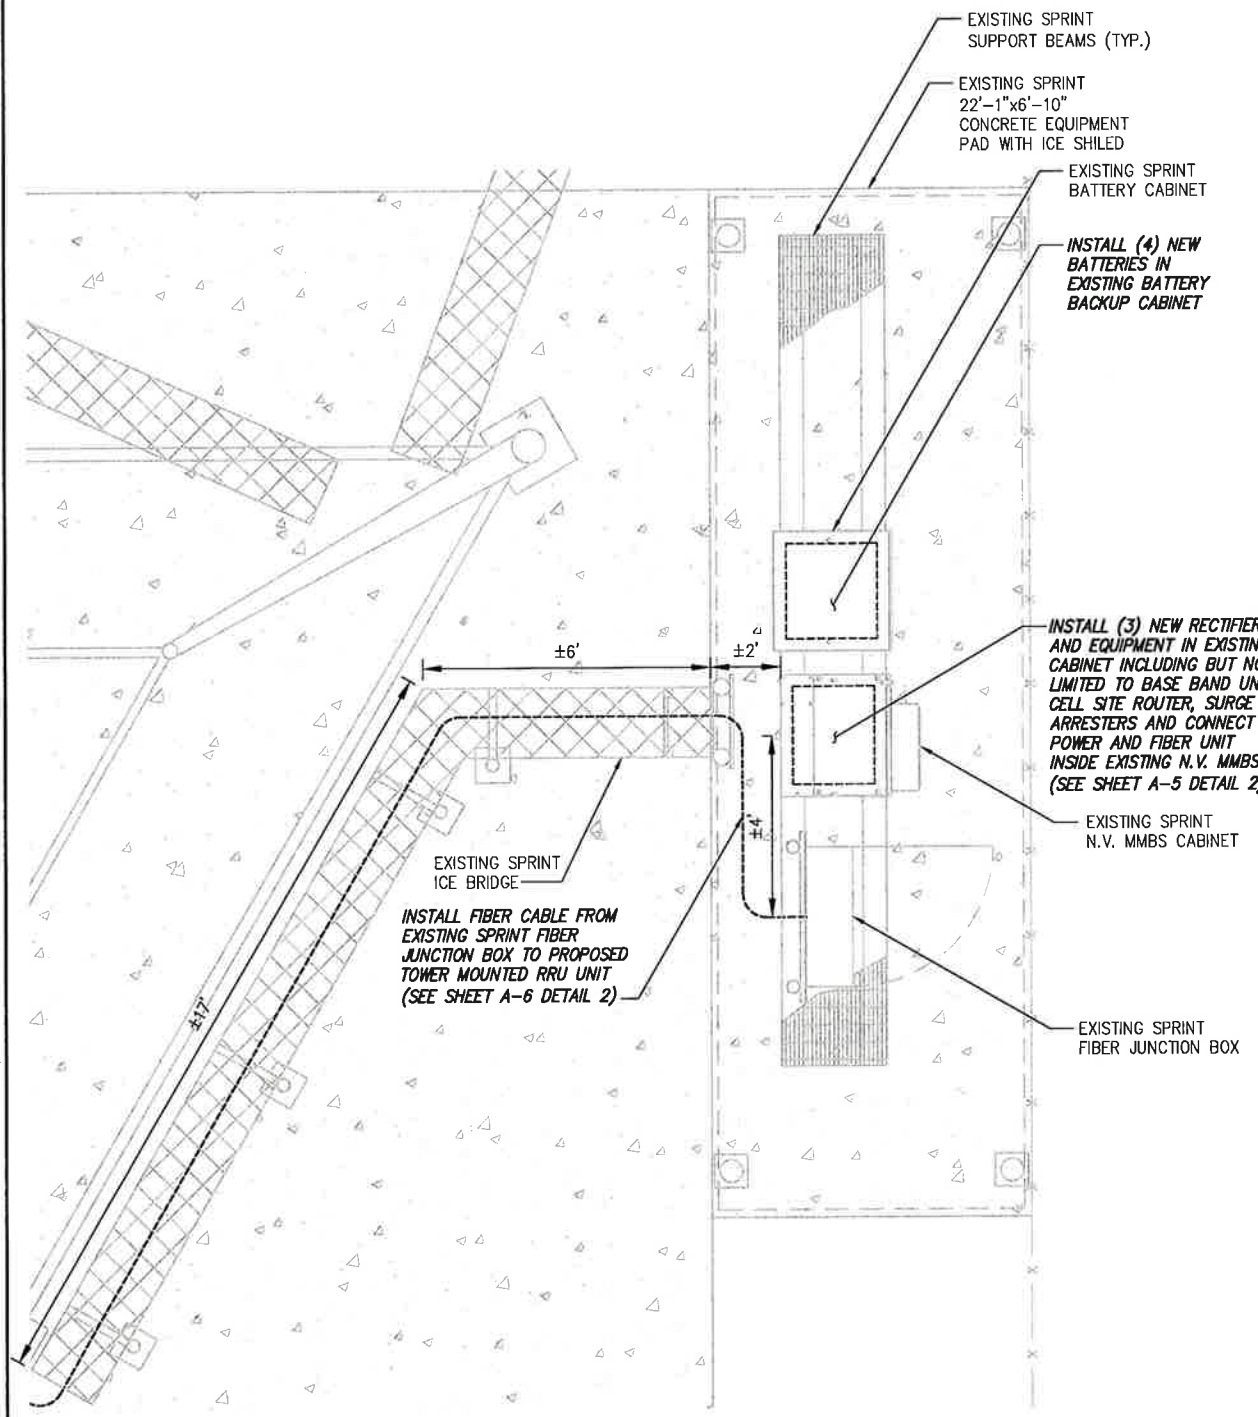 EXISTING SPRINT
SUPPORT BEAMS (TYP.)
EXISTING SPRINT
22'-1"x6'-10"
CONCRETE EQUIPMENT
PAD WITH ICE SHILED
EXISTING SPRINT
BATTERY CABINET
INSTALL (4) NEW
BATTERIES IN
EXISTING BATTERY
BACKUP CABINET
INSTALL (3) NEW RECTIFIER
AND EQUIPMENT IN EXISTIN
CABINET INCLUDING BUT NO
LIMITED TO BASE BAND UN
CELL SITE ROUTER, SURGE
ARRESTERS AND CONNECT
POWER AND FIBER UNIT
INSIDE EXISTING N.V. MMBS
(SEE SHEET A-5 DETAIL 2)
EXISTING SPRINT
N.V. MMBS CABINET
±6'
±2'
±4'
±17'
EXISTING SPRINT
ICE BRIDGE
INSTALL FIBER CABLE FROM
EXISTING SPRINT FIBER
JUNCTION BOX TO PROPOSED
TOWER MOUNTED RRU UNIT
(SEE SHEET A-6 DETAIL 2)
EXISTING SPRINT
FIBER JUNCTION BOX